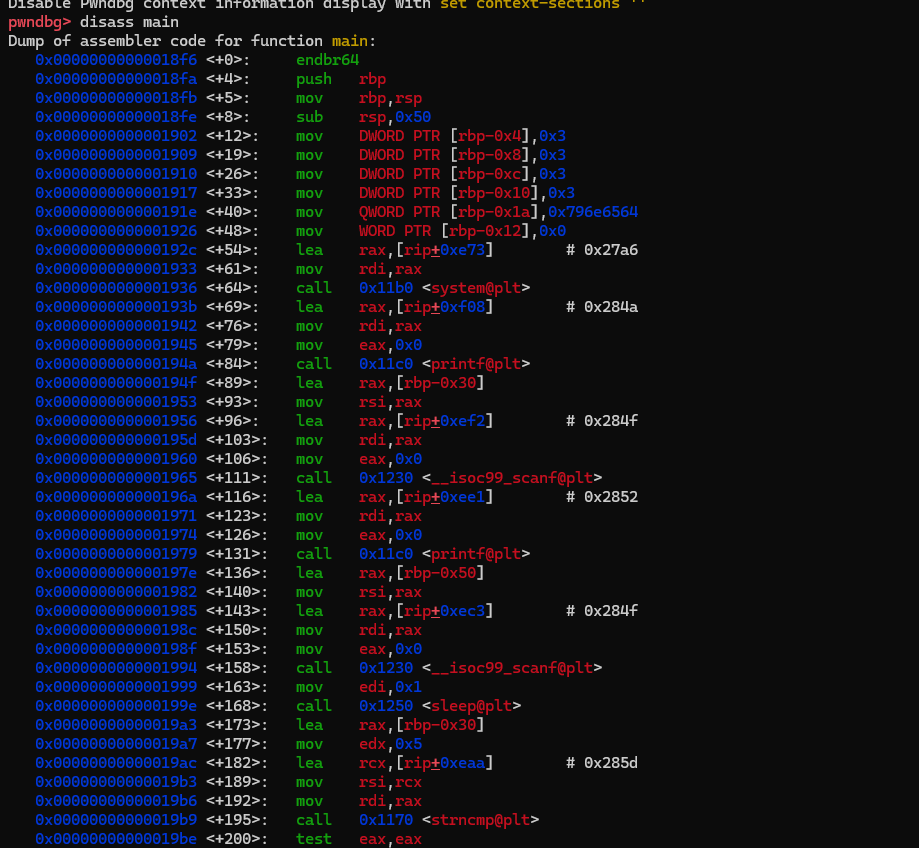 Disable Pwndbg context information display with set context-sections ''
pwndbg> disass main
Dump of assembler code for function main:
0x00000000000018f6 <+0>: endbr64
0x00000000000018fa <+4>: push rbp
0x00000000000018fb <+5>: mov rbp,rsp
0x00000000000018fe <+8>: sub rsp,0x50
0x0000000000001902 <+12>: mov DWORD PTR [rbp-0x4],0x3
0x0000000000001909 <+19>: mov DWORD PTR [rbp-0x8],0x3
0x0000000000001910 <+26>: mov DWORD PTR [rbp-0xc],0x3
0x0000000000001917 <+33>: mov DWORD PTR [rbp-0x10],0x3
0x000000000000191e <+40>: mov QWORD PTR [rbp-0x1a],0x796e6564
0x0000000000001926 <+48>: mov WORD PTR [rbp-0x12],0x0
0x000000000000192c <+54>: lea rax,[rip+0xe73] # 0x27a6
0x0000000000001933 <+61>: mov rdi,rax
0x0000000000001936 <+64>: call 0x11b0 <system@plt>
0x000000000000193b <+69>: lea rax,[rip+0xf08] # 0x284a
0x0000000000001942 <+76>: mov rdi,rax
0x0000000000001945 <+79>: mov eax,0x0
0x000000000000194a <+84>: call 0x11c0 <printf@plt>
0x000000000000194f <+89>: lea rax,[rbp-0x30]
0x0000000000001953 <+93>: mov rsi,rax
0x0000000000001956 <+96>: lea rax,[rip+0xef2] # 0x284f
0x000000000000195d <+103>: mov rdi,rax
0x0000000000001960 <+106>: mov eax,0x0
0x0000000000001965 <+111>: call 0x1230 <__isoc99_scanf@plt>
0x000000000000196a <+116>: lea rax,[rip+0xee1] # 0x2852
0x0000000000001971 <+123>: mov rdi,rax
0x0000000000001974 <+126>: mov eax,0x0
0x0000000000001979 <+131>: call 0x11c0 <printf@plt>
0x000000000000197e <+136>: lea rax,[rbp-0x50]
0x0000000000001982 <+140>: mov rsi,rax
0x0000000000001985 <+143>: lea rax,[rip+0xec3] # 0x284f
0x000000000000198c <+150>: mov rdi,rax
0x000000000000198f <+153>: mov eax,0x0
0x0000000000001994 <+158>: call 0x1230 <__isoc99_scanf@plt>
0x0000000000001999 <+163>: mov edi,0x1
0x000000000000199e <+168>: call 0x1250 <sleep@plt>
0x00000000000019a3 <+173>: lea rax,[rbp-0x30]
0x00000000000019a7 <+177>: mov edx,0x5
0x00000000000019ac <+182>: lea rcx,[rip+0xeaa] # 0x285d
0x00000000000019b3 <+189>: mov rsi,rcx
0x00000000000019b6 <+192>: mov rdi,rax
0x00000000000019b9 <+195>: call 0x1170 <strncmp@plt>
0x00000000000019be <+200>: test eax,eax